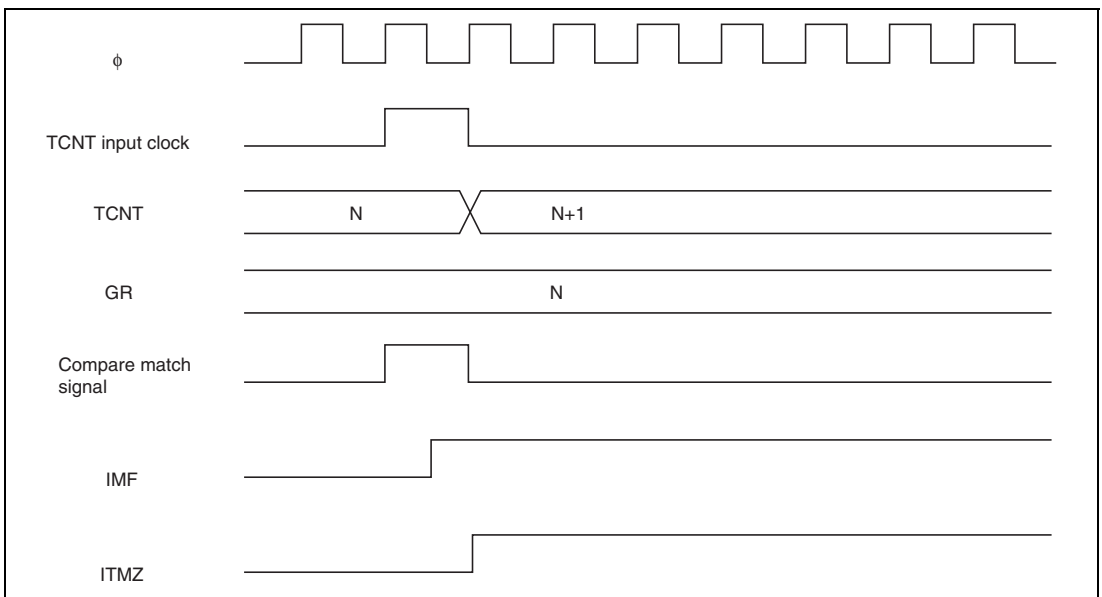 ϕ
TCNT input clock
TCNT
N
N+1
GR
N
Compare match
signal
IMF
ITMZ